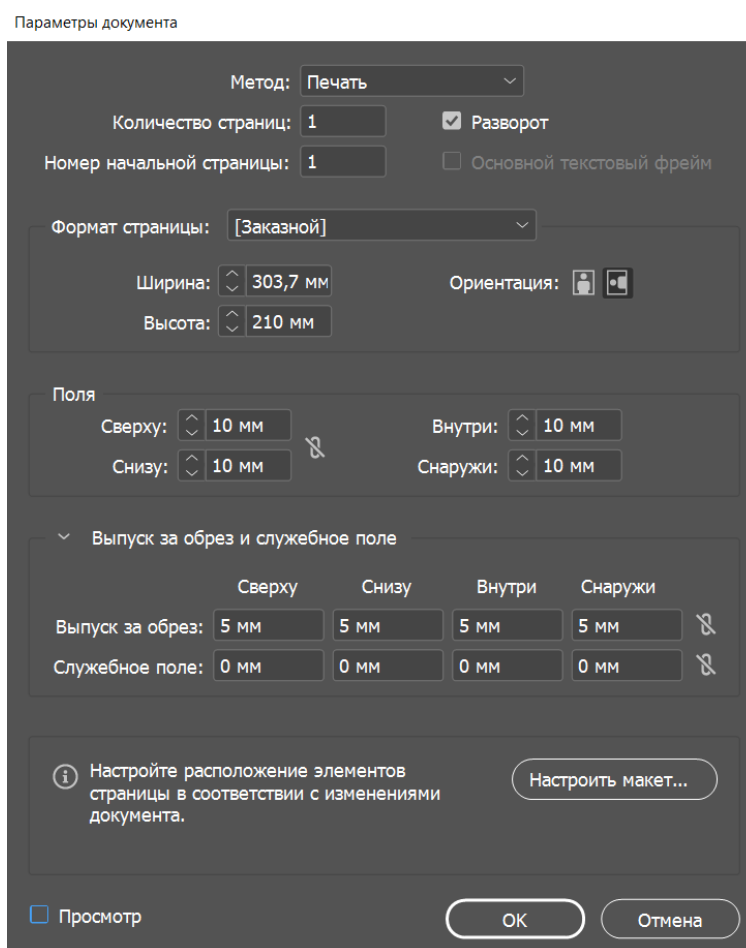 Параметры документа
Метод: Печать
Количество страниц: 1 Разворот
Номер начальной страницы: 1 Основной текстовый фрейм
Формат страницы: [Заказной]
Ширина: 303,7 мм Ориентация:
Высота: 210 мм
Поля
Сверху: 10 мм Внутри: 10 мм
Снизу: 10 мм Снаружи: 10 мм
Выпуск за обрез и служебное поле
Сверху Снизу Внутри Снаружи
Выпуск за обрез: 5 мм 5 мм 5 мм 5 мм
Служебное поле: 0 мм 0 мм 0 мм 0 мм
Настройте расположение элементов
страницы в соответствии с изменениями
документа.
Настроить макет...
Просмотр ОК Отмена